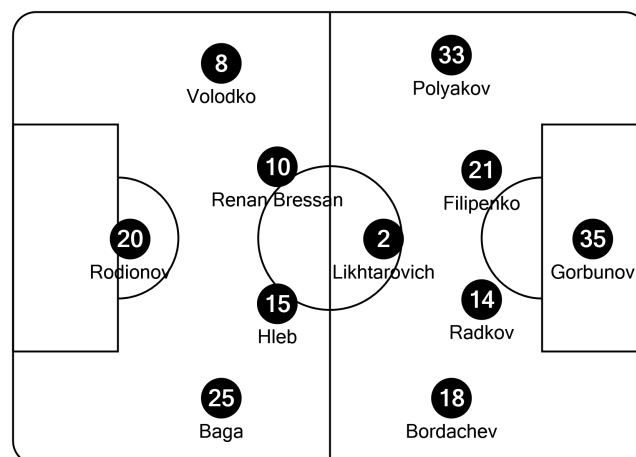 8
Volodko
33
Polyakov
10
Renan Bressan
21
Filipenko
20
Rodionov
2
Likhtarovich
35
Gorbunov
15
Hleb
14
Radkov
25
Baga
18
Bordachev